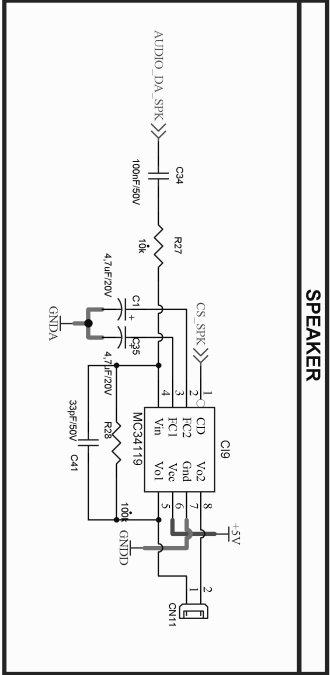 SPEAKER
AUDIO_DA_SPK
C34
100nF/50V
R27
10k
CS_SPK
C1
+
4,7uF/20V
C35
+
4,7uF/20V
GNDA
CI9
1 CD Vo2 8
2 FC2 Gnd 7
3 FC1 Vcc 6
4 Vin Vo1 5
MC34119
+5V
GNDD
R28
100k
33pF/50V
C41
2
1
CN11